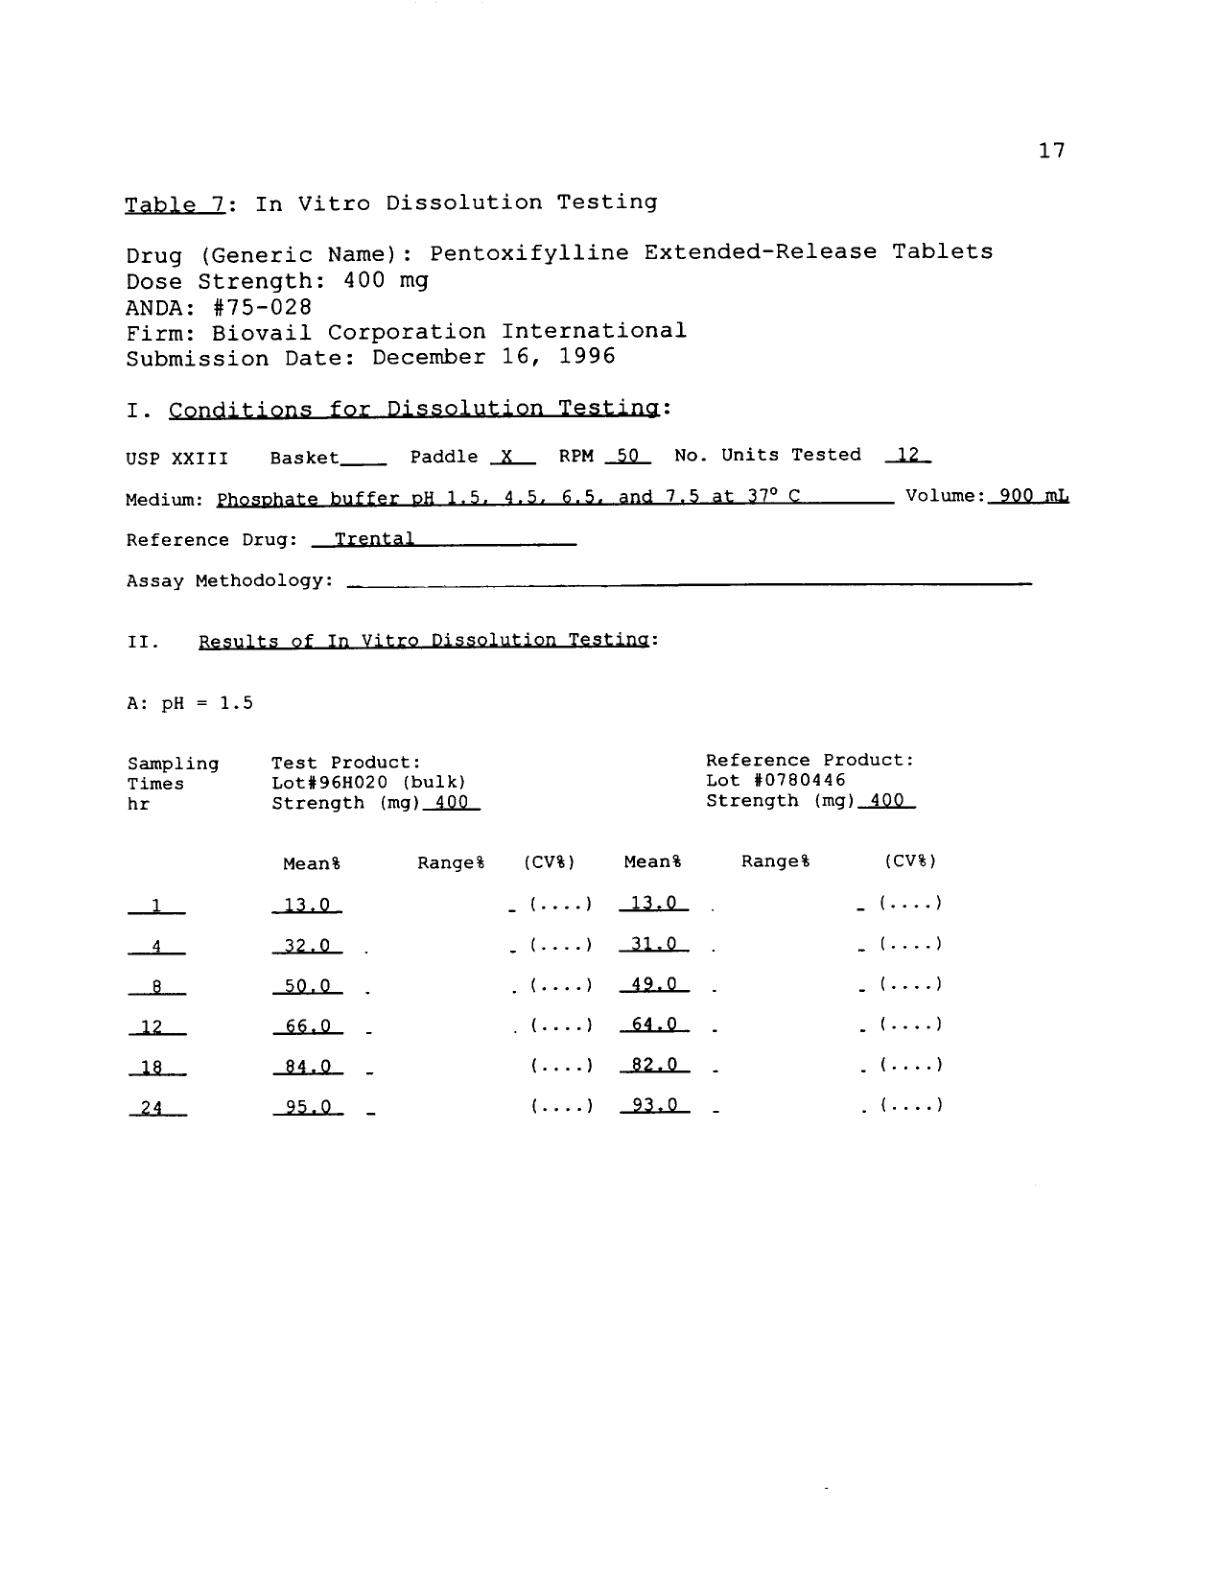 17
Table 7: In Vitro Dissolution Testing
Drug (Generic Name): Pentoxifylline Extended-Release Tablets
Dose Strength: 400 mg
ANDA: #75-028
Firm: Biovail Corporation International
Submission Date: December 16, 1996
I. Conditions for Dissolution Testing:
USP XXIII Basket____ Paddle _X_ RPM _50_ No. Units Tested _12_
Medium: Phosphate buffer pH 1.5, 4.5, 6.5, and 7.5 at 37° C Volume: 900 mL
Reference Drug: Trental
Assay Methodology:
II. Results of In Vitro Dissolution Testing:
A: pH = 1.5
Sampling Test Product: Reference Product:
Times Lot#96H020 (bulk) Lot #0780446
hr Strength (mg) 400 Strength (mg) 400
Mean% Range% (CV%) Mean% Range% (CV%)
1 13.0 (....) 13.0 (....)
4 32.0 (....) 31.0 (....)
8 50.0 (....) 49.0 (....)
12 66.0 (....) 64.0 (....)
18 84.0 (....) 82.0 (....)
24 95.0 (....) 93.0 (....)